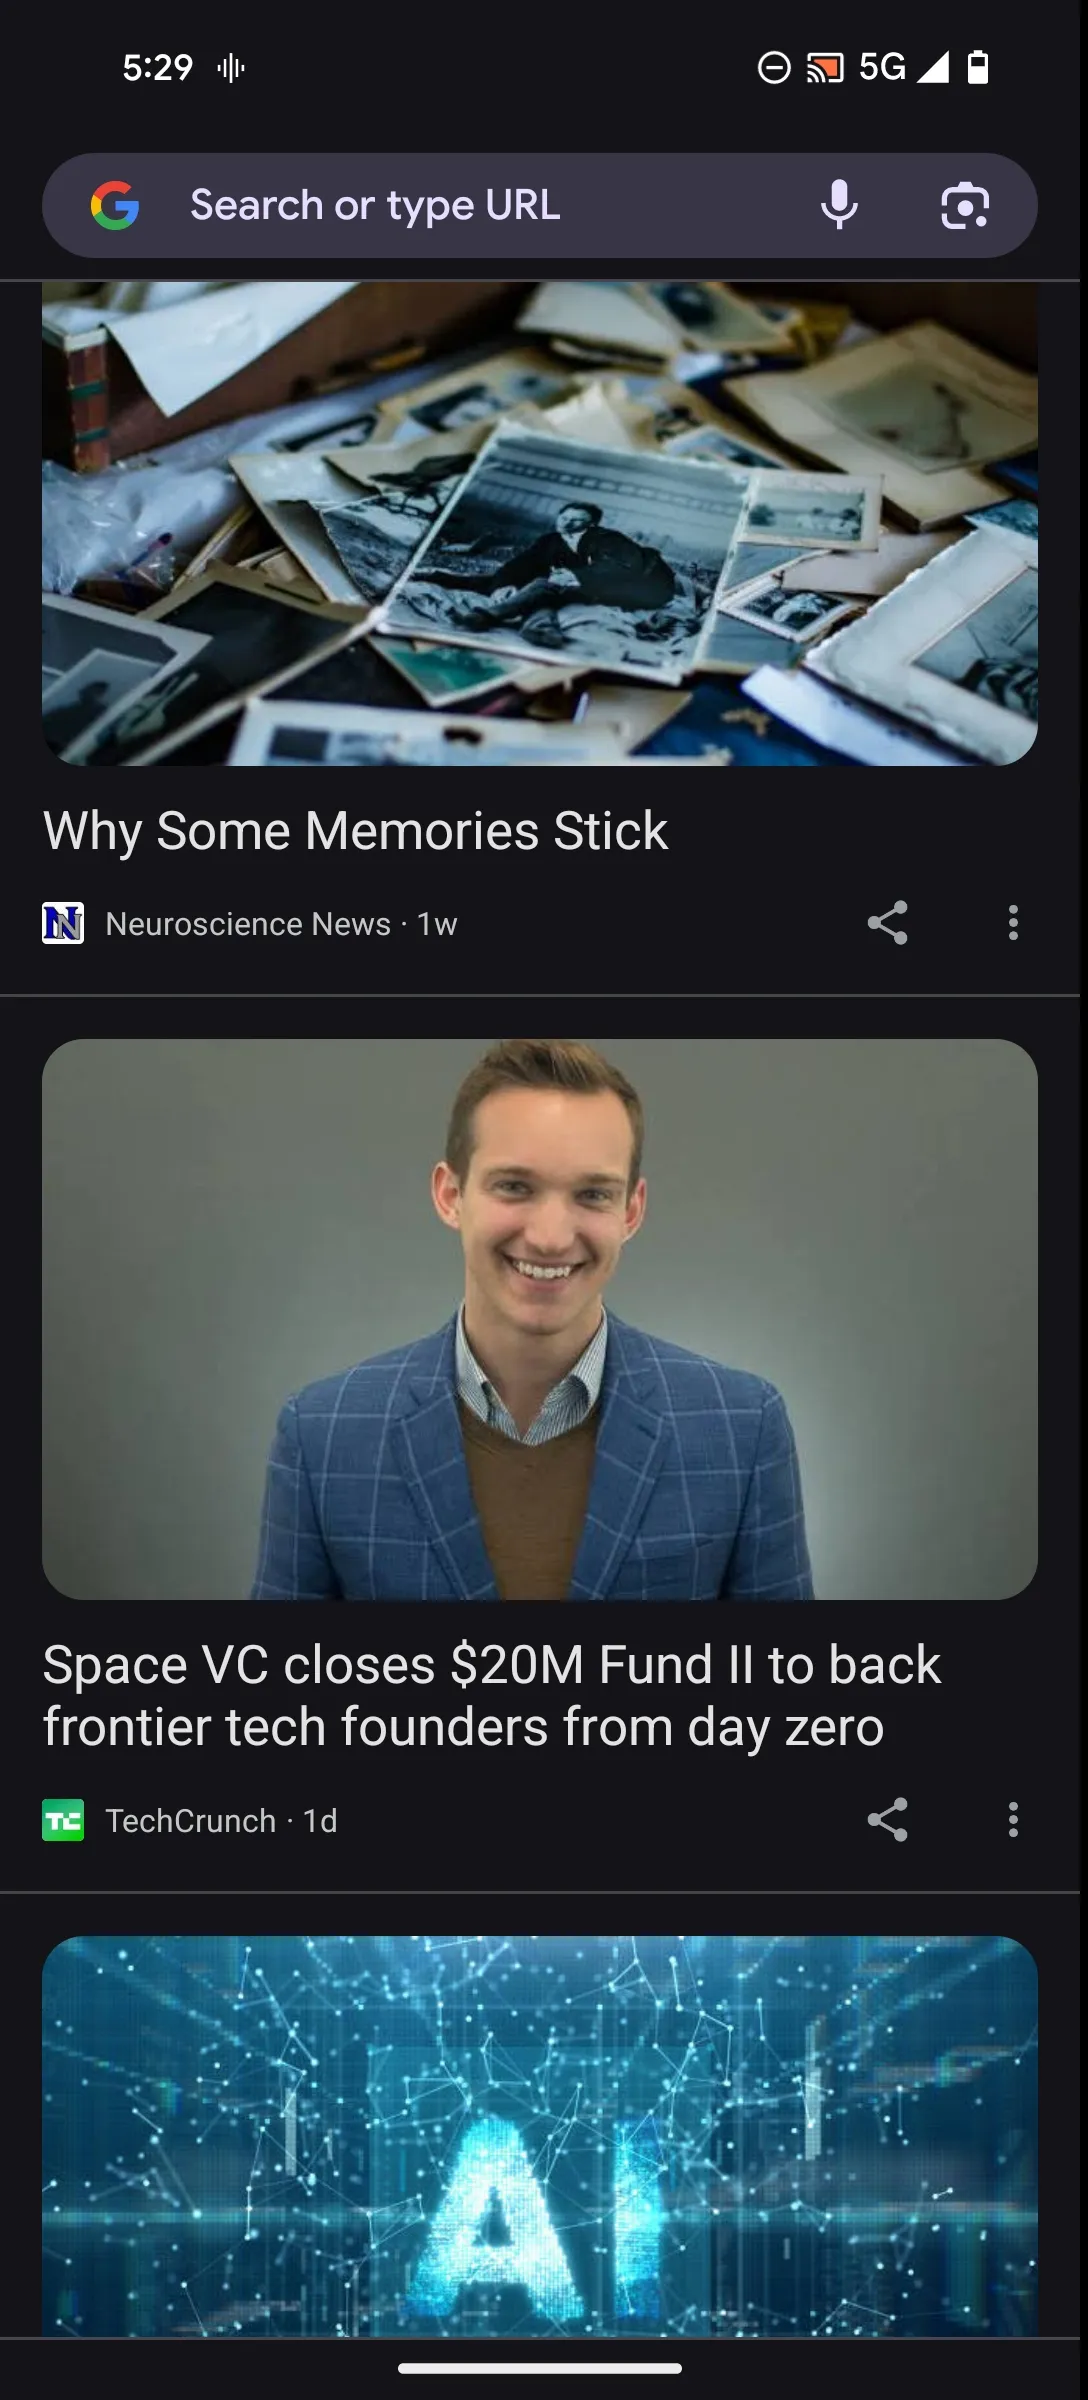 5:29
5G
Search or type URL
Why Some Memories Stick
N Neuroscience News · 1w
Space VC closes $20M Fund II to back
frontier tech founders from day zero
TC TechCrunch · 1d
AI